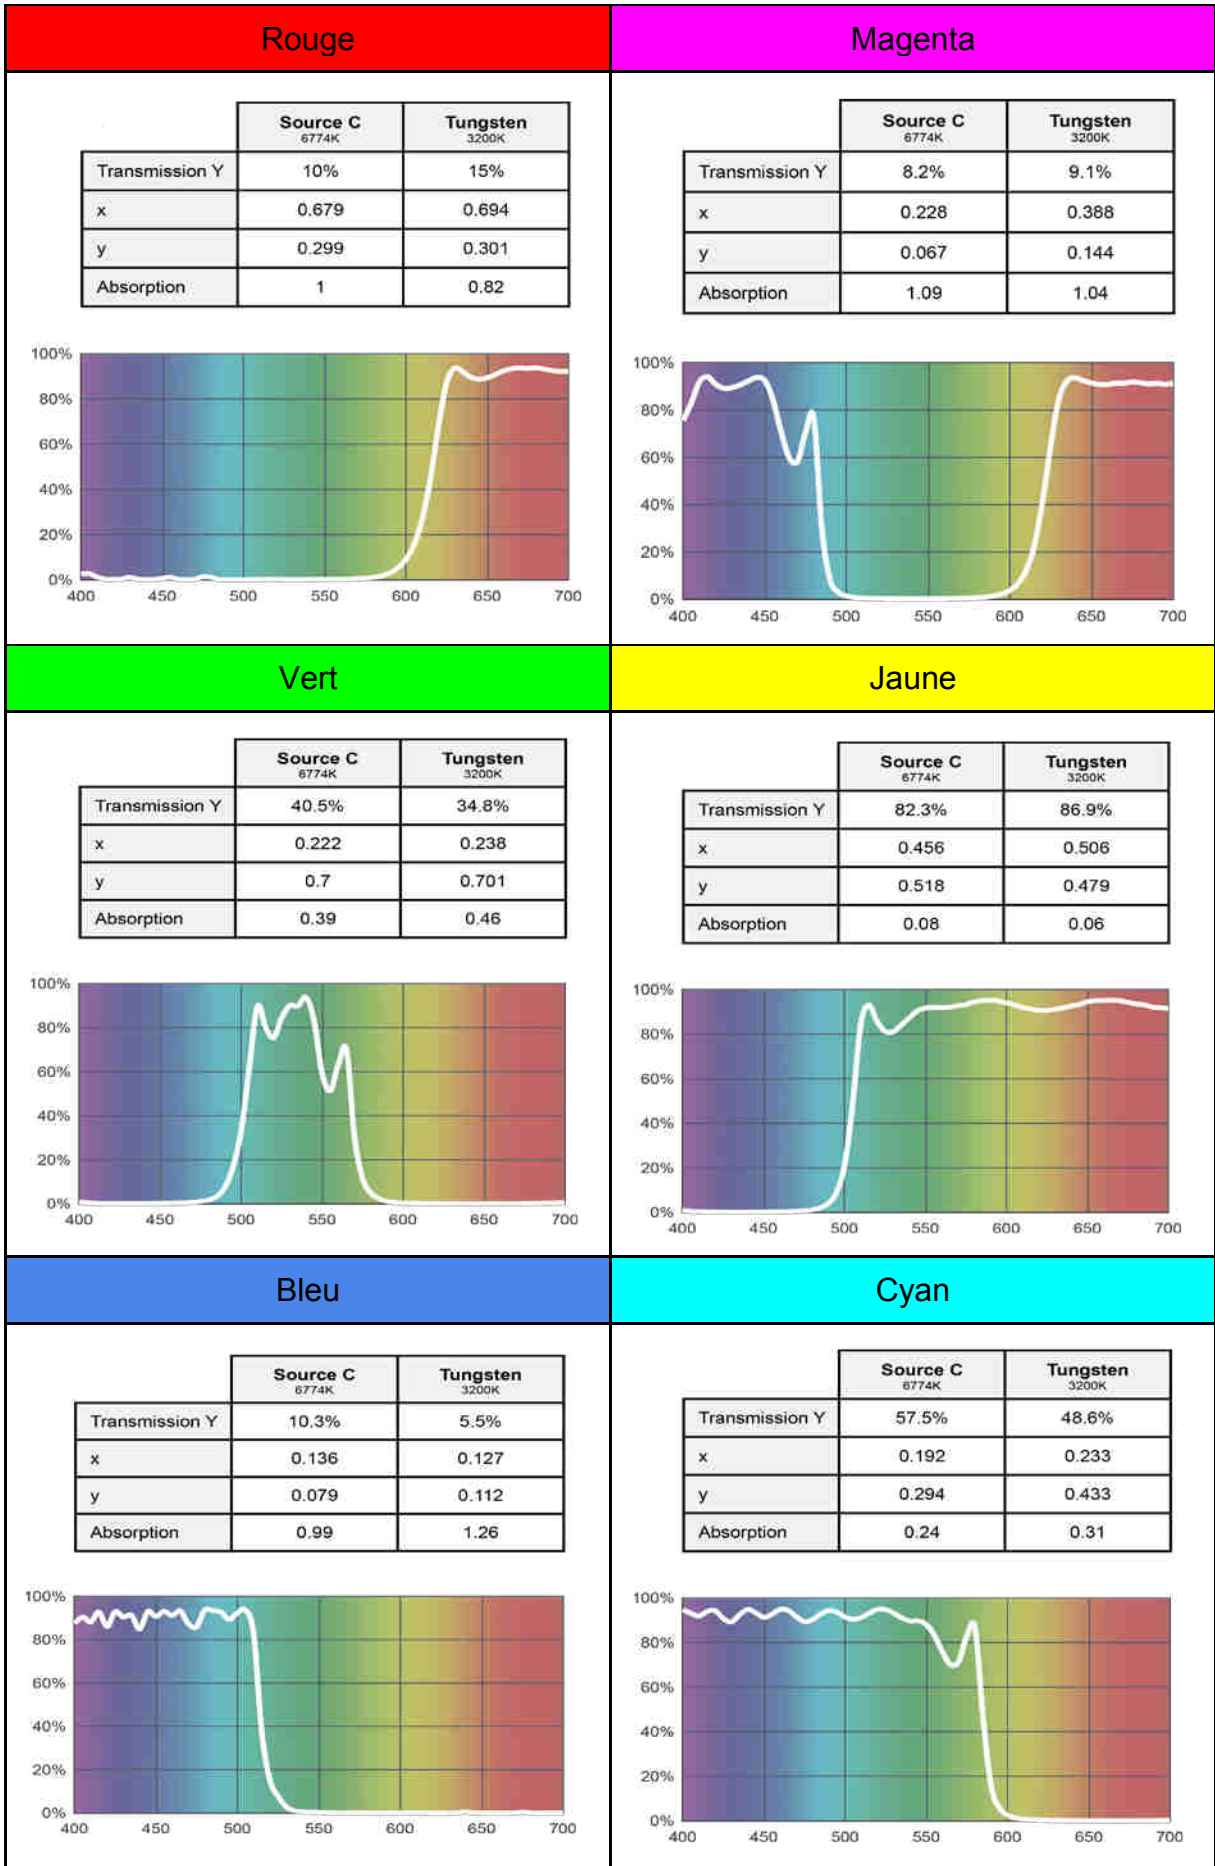 Rouge
Magenta
Source C Tungsten
6774K 3200K
Transmission Y 10% 15%
x 0.679 0.694
y 0.299 0.301
Absorption 1 0.82
100%
80%
60%
40%
20%
0%
400 450 500 550 600 650 700
Source C Tungsten
6774K 3200K
Transmission Y 8.2% 9.1%
x 0.228 0.388
y 0.067 0.144
Absorption 1.09 1.04
100%
80%
60%
40%
20%
0%
400 450 500 550 600 650 700
Vert
Jaune
Source C Tungsten
6774K 3200K
Transmission Y 40.5% 34.8%
x 0.222 0.238
y 0.7 0.701
Absorption 0.39 0.46
100%
80%
60%
40%
20%
0%
400 450 500 550 600 650 700
Source C Tungsten
6774K 3200K
Transmission Y 82.3% 86.9%
x 0.456 0.506
y 0.518 0.479
Absorption 0.08 0.06
100%
80%
60%
40%
20%
0%
400 450 500 550 600 650 700
Bleu
Cyan
Source C Tungsten
6774K 3200K
Transmission Y 10.3% 5.5%
x 0.136 0.127
y 0.079 0.112
Absorption 0.99 1.26
100%
80%
60%
40%
20%
0%
400 450 500 550 600 650 700
Source C Tungsten
6774K 3200K
Transmission Y 57.5% 48.6%
x 0.192 0.233
y 0.294 0.433
Absorption 0.24 0.31
100%
80%
60%
40%
20%
0%
400 450 500 550 600 650 700